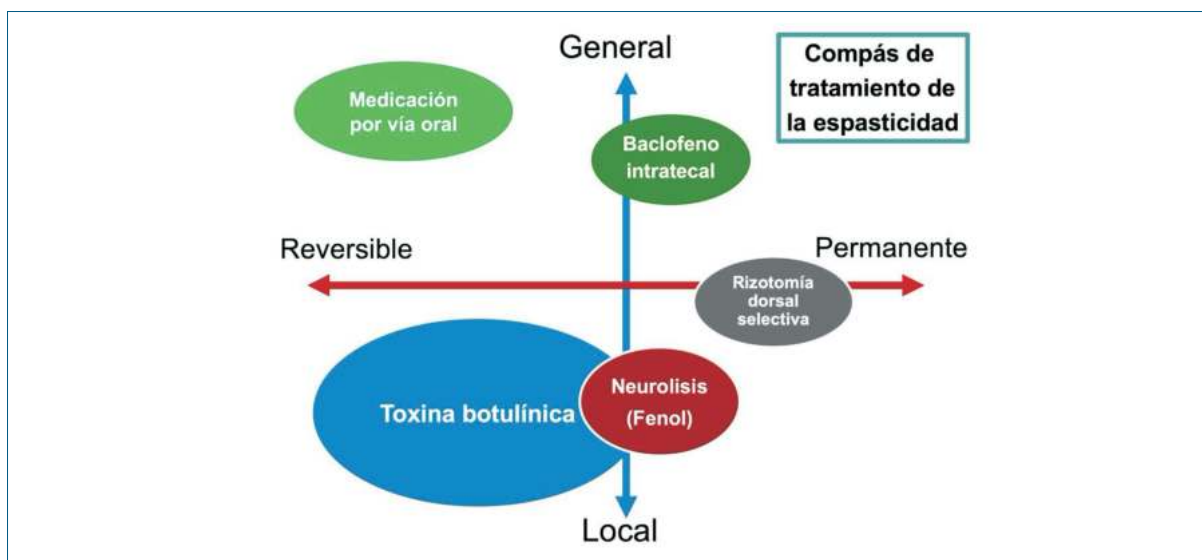 General
Compás de
tratamiento de
la espasticidad
Medicación
por vía oral
Baclofeno
intratecal
Reversible
Permanente
Rizotomía
dorsal
selectiva
Toxina botulínica
Neurolisis
(Fenol)
Local